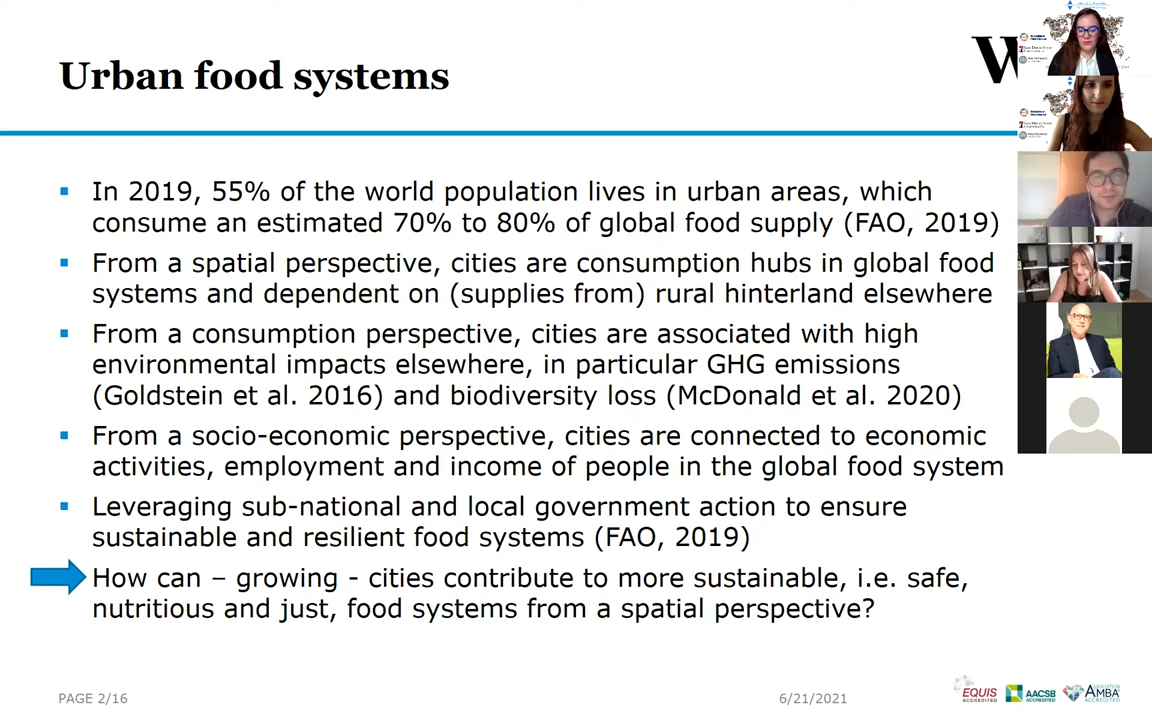 Urban food systems
W
In 2019, 55% of the world population lives in urban areas, which
consume an estimated 70% to 80% of global food supply (FAO, 2019)
From a spatial perspective, cities are consumption hubs in global food
systems and dependent on (supplies from) rural hinterland elsewhere
From a consumption perspective, cities are associated with high
environmental impacts elsewhere, in particular GHG emissions
(Goldstein et al. 2016) and biodiversity loss (McDonald et al. 2020)
From a socio-economic perspective, cities are connected to economic
activities, employment and income of people in the global food system
Leveraging sub-national and local government action to ensure
sustainable and resilient food systems (FAO, 2019)
How can – growing - cities contribute to more sustainable, i.e. safe,
nutritious and just, food systems from a spatial perspective?
PAGE 2/16
6/21/2021
EQUIS
ACCREDITED
AACSB
ACCREDITED
AMBA
ACCREDITED